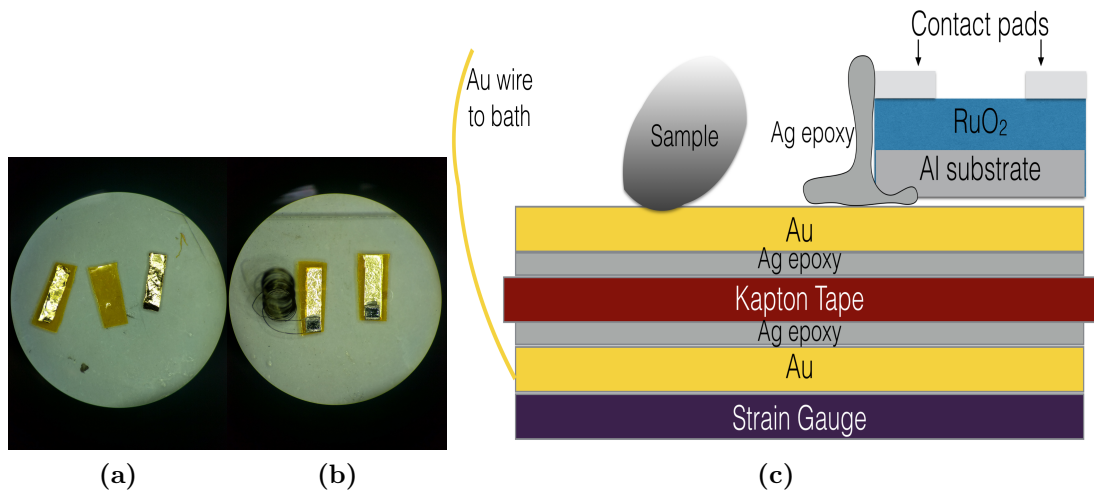 Contact pads
Au wire
to bath
Sample
Ag epoxy
RuO₂
Al substrate
Au
Ag epoxy
Kapton Tape
Ag epoxy
Au
Strain Gauge
(a)
(b)
(c)